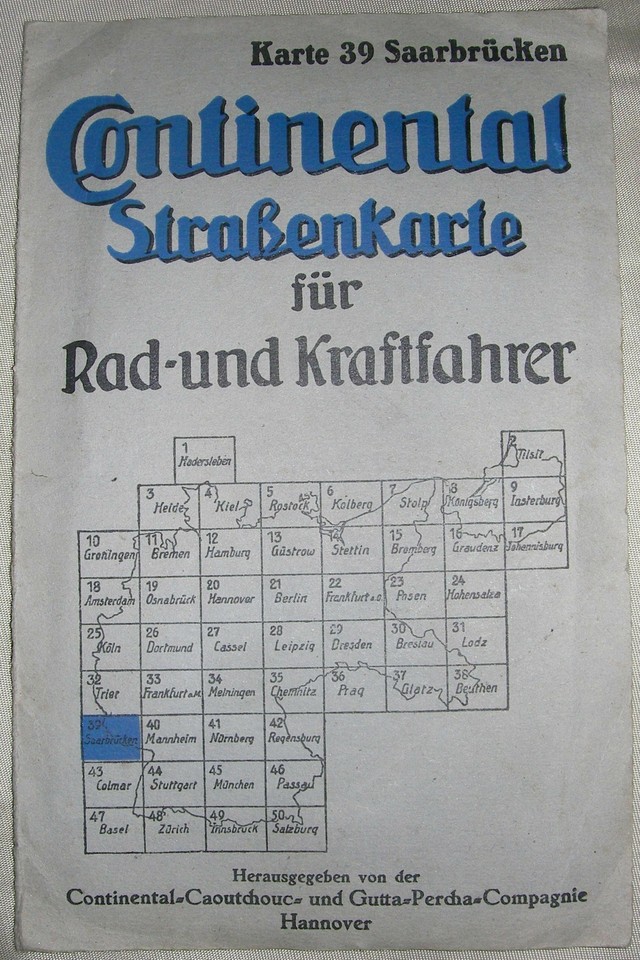 Karte 39 Saarbrücken
Continental
Straßenkarte
für
Rad-und Kraftfahrer
1 Hadersleben
2 Tilsit
3 Heide
4 Kiel
5 Rostock
6 Kolberg
7 Stolp
8 Königsberg
9 Insterburg
10 Groningen
11 Bremen
12 Hamburg
13 Güstrow
14 Stettin
15 Bromberg
16 Graudenz
17 Johannisburg
18 Amsterdam
19 Osnabrück
20 Hannover
21 Berlin
22 Frankfurt a.O.
23 Posen
24 Hohensalza
25 Köln
26 Dortmund
27 Cassel
28 Leipzig
29 Dresden
30 Breslau
31 Lodz
32 Trier
33 Frankfurt a.M.
34 Meiningen
35 Chemnitz
36 Prag
37 Glatz
38 Beuthen
39 Saarbrücken
40 Mannheim
41 Nürnberg
42 Regensburg
43 Colmar
44 Stuttgart
45 München
46 Passau
47 Basel
48 Zürich
49 Innsbruck
50 Salzburg
Herausgegeben von der
Continental-Caoutchouc- und Gutta-Percha-Compagnie
Hannover